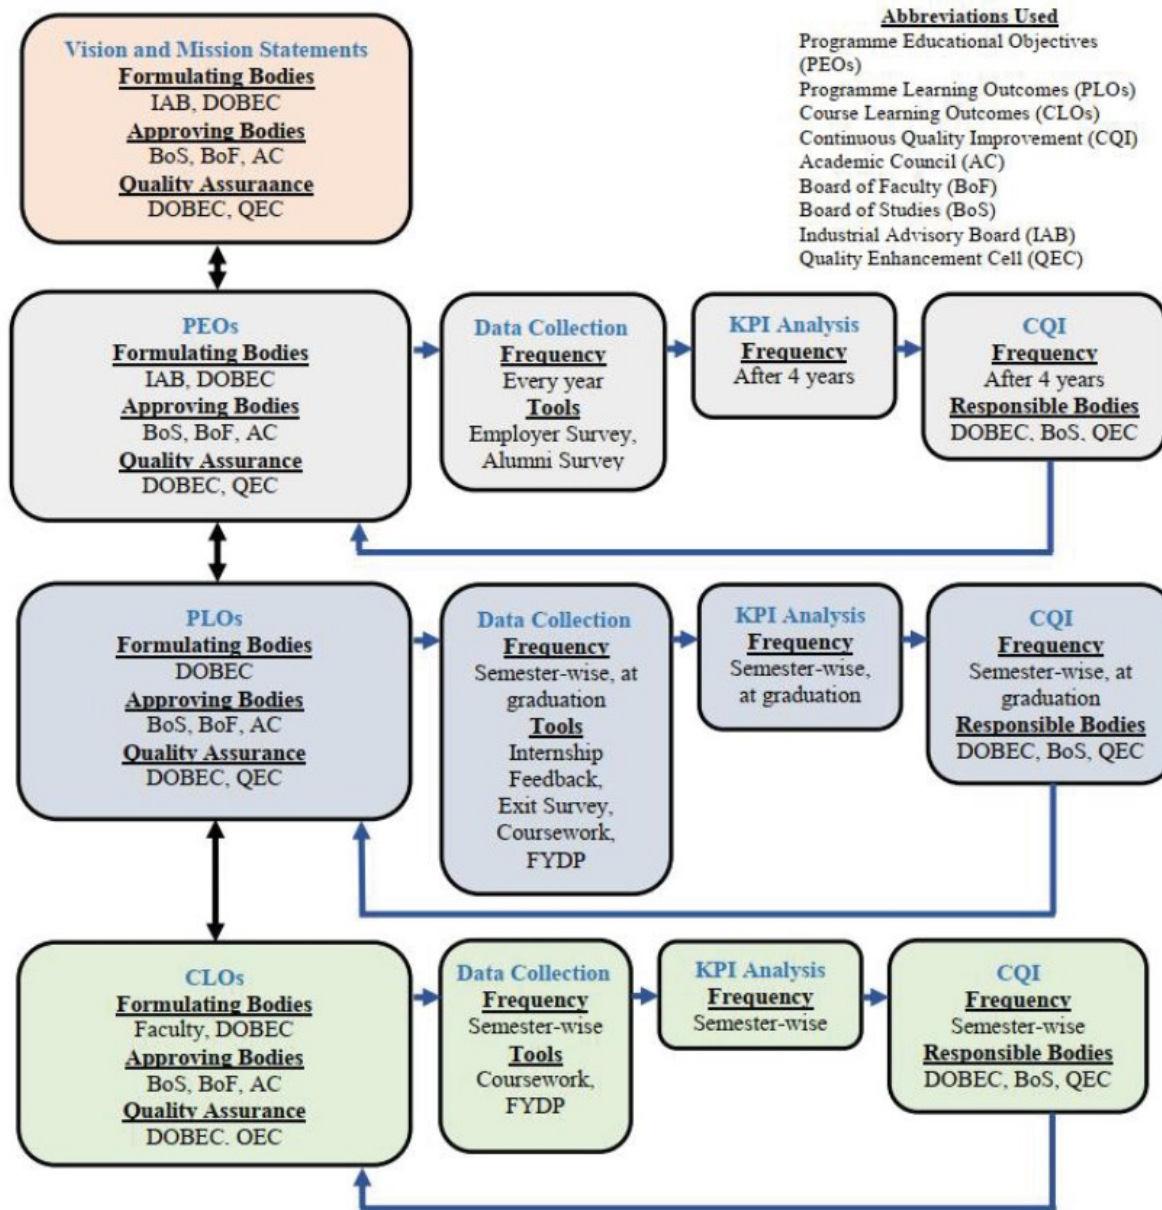 Vision and Mission Statements
Formulating Bodies
IAB, DOBEC
Approving Bodies
BoS, BoF, AC
Quality Assuraance
DOBEC, QEC
Abbreviations Used
Programme Educational Objectives
(PEOs)
Programme Learning Outcomes (PLOs)
Course Learning Outcomes (CLOs)
Continuous Quality Improvement (CQI)
Academic Council (AC)
Board of Faculty (BoF)
Board of Studies (BoS)
Industrial Advisory Board (IAB)
Quality Enhancement Cell (QEC)
PEOs
Formulating Bodies
IAB, DOBEC
Approving Bodies
BoS, BoF, AC
Quality Assurance
DOBEC, QEC
Data Collection
Frequency
Every year
Tools
Employer Survey,
Alumni Survey
KPI Analysis
Frequency
After 4 years
CQI
Frequency
After 4 years
Responsible Bodies
DOBEC, BoS, QEC
PLOs
Formulating Bodies
DOBEC
Approving Bodies
BoS, BoF, AC
Quality Assurance
DOBEC, QEC
Data Collection
Frequency
Semester-wise, at
graduation
Tools
Internship
Feedback,
Exit Survey,
Coursework,
FYDP
KPI Analysis
Frequency
Semester-wise,
at graduation
CQI
Frequency
Semester-wise, at
graduation
Responsible Bodies
DOBEC, BoS, QEC
CLOs
Formulating Bodies
Faculty, DOBEC
Approving Bodies
BoS, BoF, AC
Quality Assurance
DOBEC, QEC
Data Collection
Frequency
Semester-wise
Tools
Coursework,
FYDP
KPI Analysis
Frequency
Semester-wise
CQI
Frequency
Semester-wise
Responsible Bodies
DOBEC, BoS, QEC